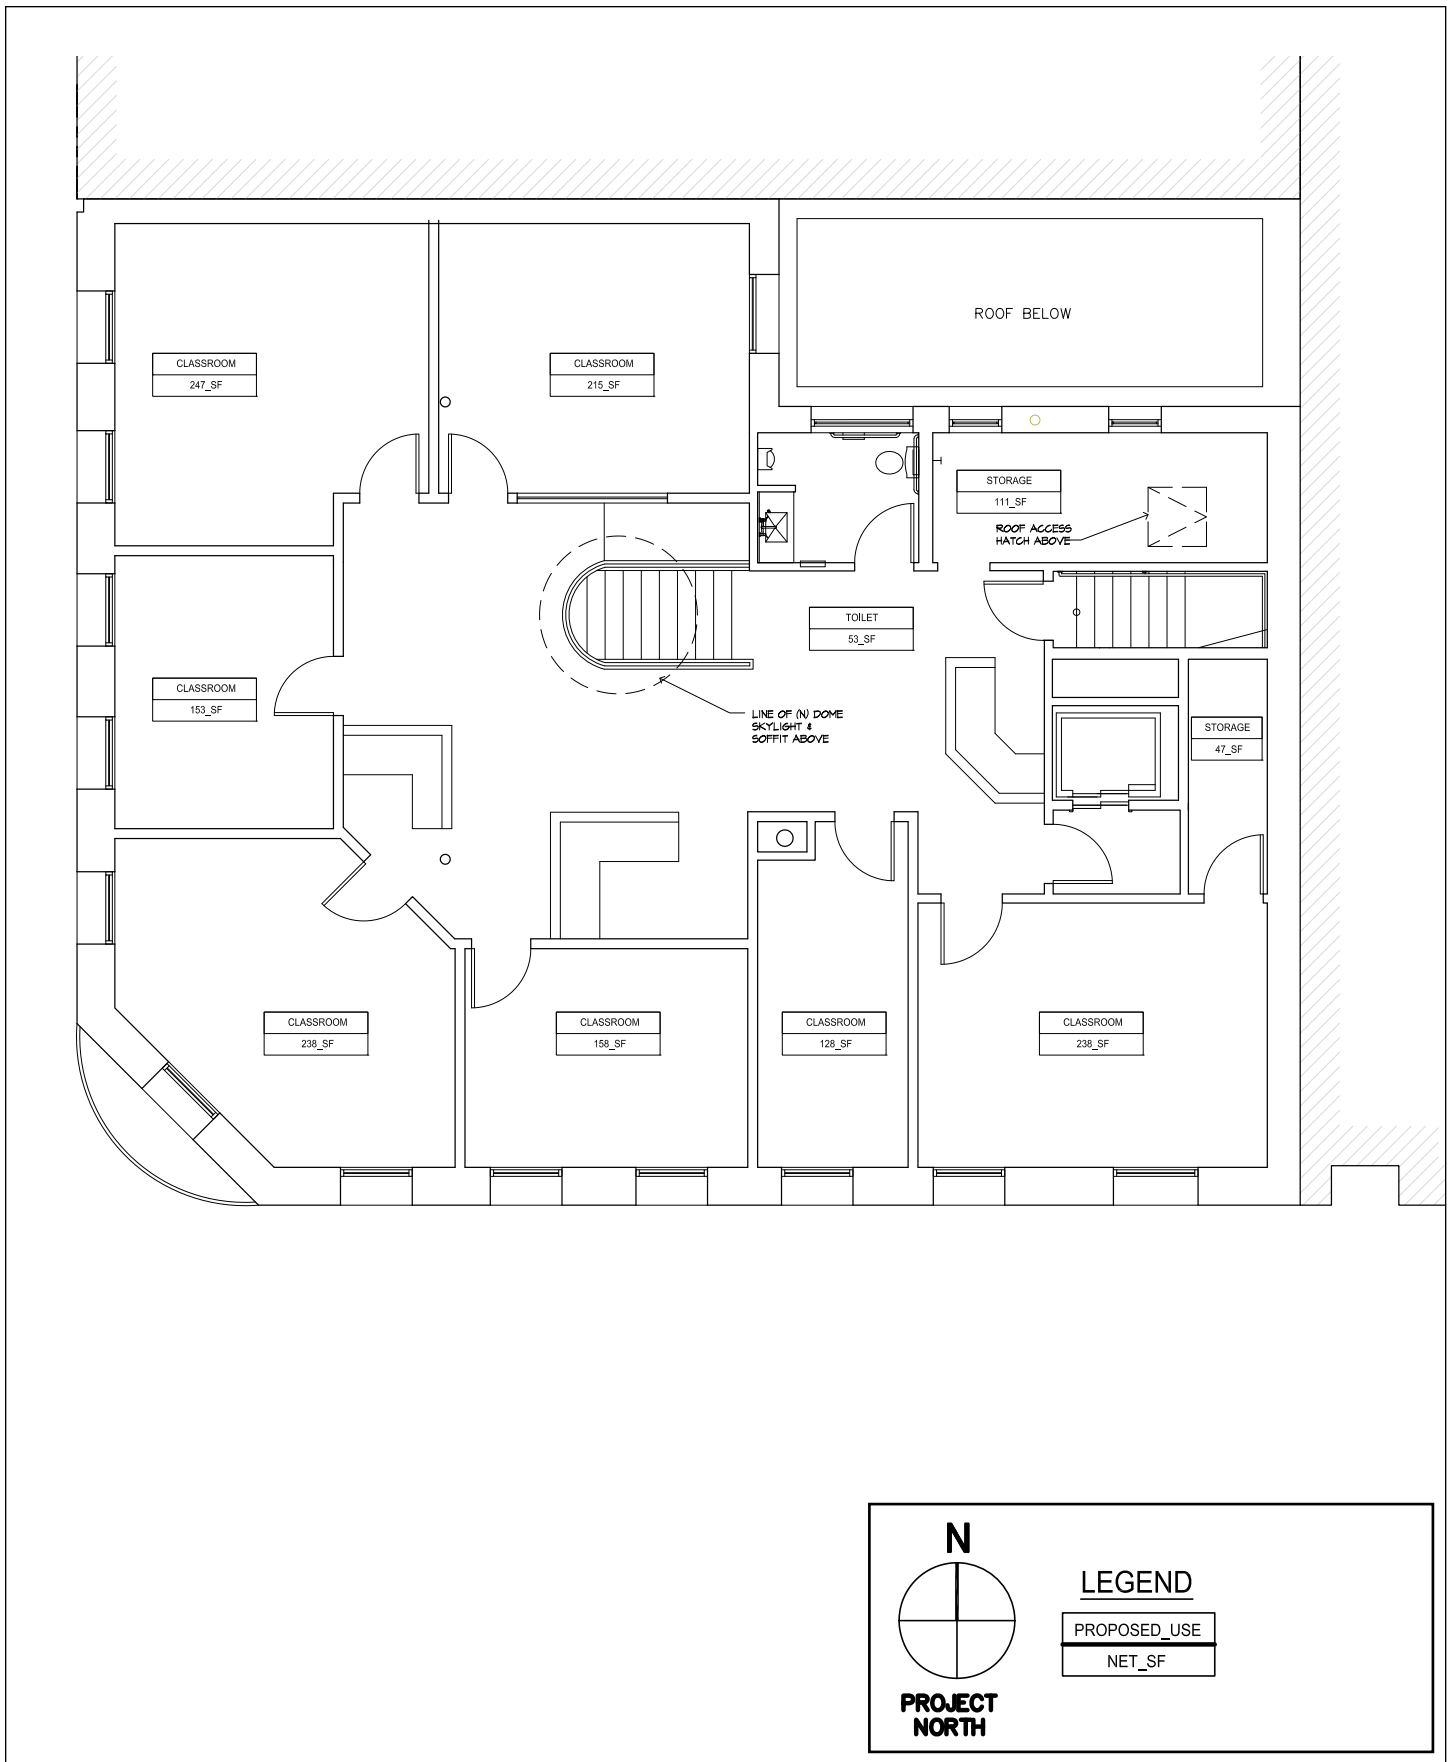 ROOF BELOW
CLASSROOM
247_SF
CLASSROOM
215_SF
STORAGE
111_SF
ROOF ACCESS
HATCH ABOVE
TOILET
53_SF
CLASSROOM
153_SF
LINE OF (N) DOME
SKYLIGHT &
SOFFIT ABOVE
STORAGE
47_SF
CLASSROOM
238_SF
CLASSROOM
158_SF
CLASSROOM
128_SF
CLASSROOM
238_SF
N
PROJECT
NORTH
LEGEND
PROPOSED_USE
NET_SF